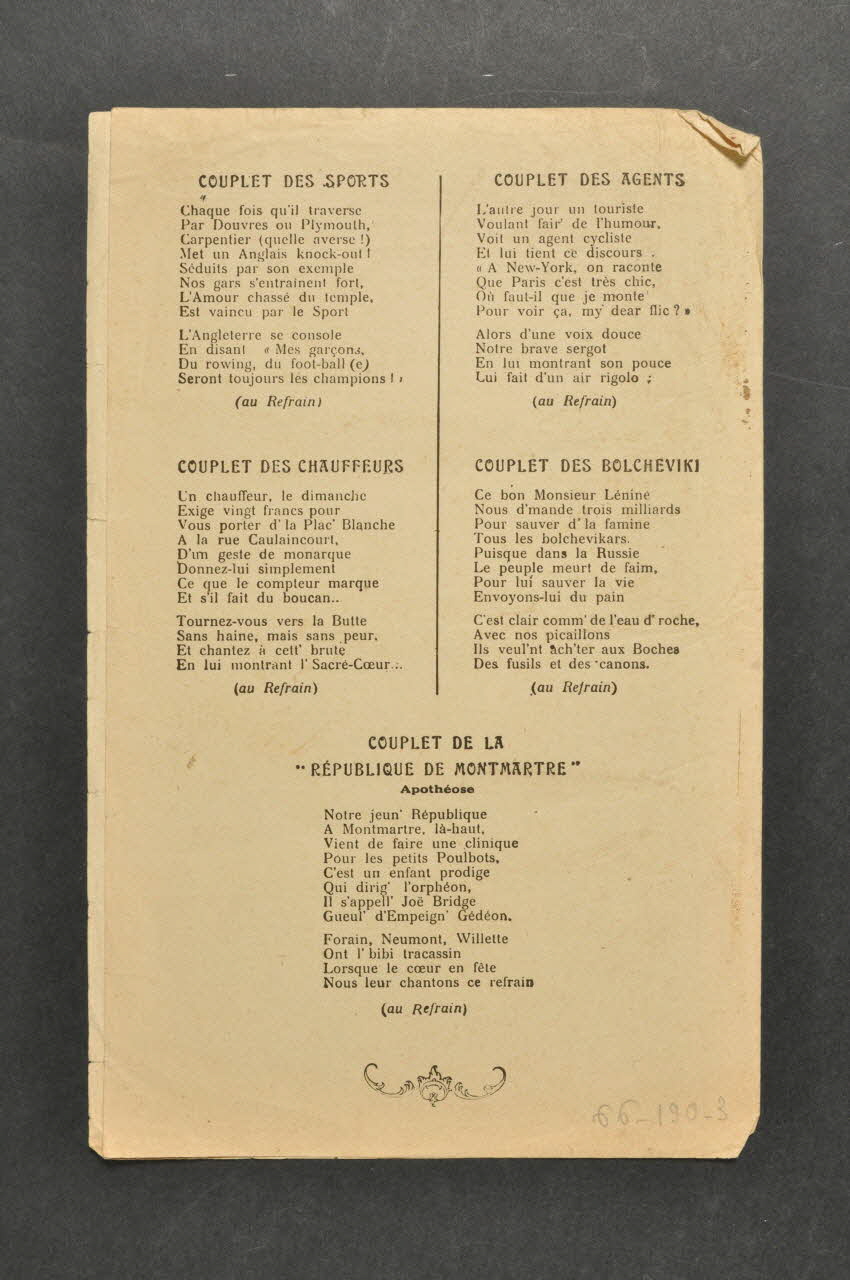 COUPLET DES SPORTS
Chaque fois qu'il traverse
Par Douvres ou Plymouth,
Carpentier (quelle averse !)
Met un Anglais knock-out !
Séduits par son exemple
Nos gars s'entraînent fort,
L'Amour chassé du temple,
Est vaincu par le Sport
L'Angleterre se console
En disant « Mes garçons,
Du rowing, du foot-ball (e)
Seront toujours les champions ! »
(au Refrain)
COUPLET DES CHAUFFEURS
Un chauffeur, le dimanche
Exige vingt francs pour
Vous porter d' la Plac' Blanche
A la rue Caulaincourt,
D'un geste de monarque
Donnez-lui simplement
Ce que le compteur marque
Et s'il fait du boucan..
Tournez-vous vers la Butte
Sans haine, mais sans peur,
Et chantez à cett' brute
En lui montrant l' Sacré-Cœur...
(au Refrain)
COUPLET DES AGENTS
L'autre jour un touriste
Voulant fair' de l'humour,
Voit un agent cycliste
Et lui tient ce discours .
« A New-York, on raconte
Que Paris c'est très chic,
Où faut-il que je monte
Pour voir ça, my dear flic ? »
Alors d'une voix douce
Notre brave sergot
En lui montrant son pouce
Lui fait d'un air rigolo ;
(au Refrain)
COUPLET DES BOLCHEVIKI
Ce bon Monsieur Lénine
Nous d'mande trois milliards
Pour sauver d' la famine
Tous les bolchevikars.
Puisque dans la Russie
Le peuple meurt de faim,
Pour lui sauver la vie
Envoyons-lui du pain
C'est clair comm' de l'eau d' roche,
Avec nos picaillons
Ils veul'nt ach'ter aux Boches
Des fusils et des canons.
(au Refrain)
COUPLET DE LA
" RÉPUBLIQUE DE MONTMARTRE "
Apothéose
Notre jeun' République
A Montmartre, là-haut,
Vient de faire une clinique
Pour les petits Poulbots,
C'est un enfant prodige
Qui dirig' l'orphéon,
Il s'appell' Joë Bridge
Gueul' d'Empeign' Gédéon.
Forain, Neumont, Willette
Ont l' bibi tracassin
Lorsque le cœur en fête
Nous leur chantons ce refrain
(au Refrain)
66-190-3